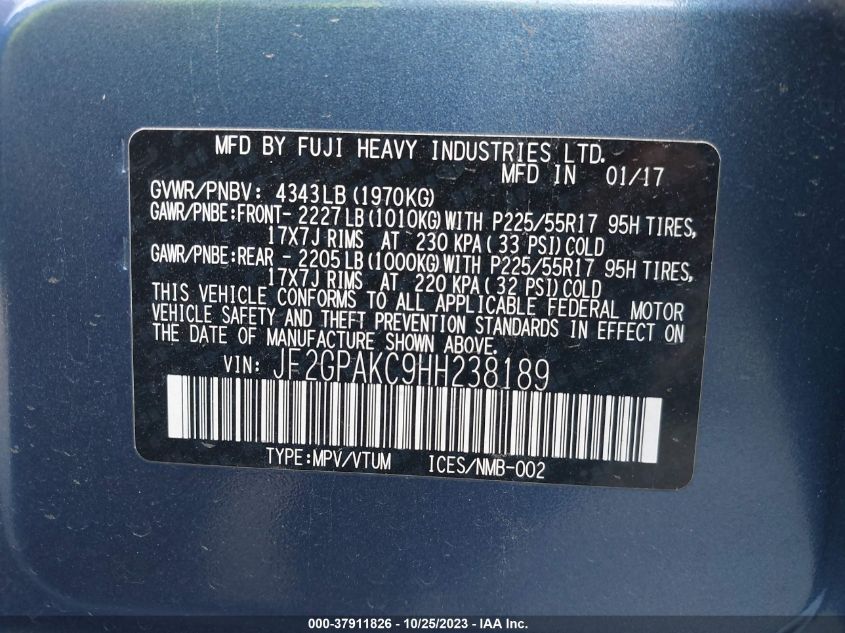 MFD BY FUJI HEAVY INDUSTRIES LTD.
MFD IN 01/17
GVWR/PNBV: 4343LB (1970KG)
GAWR/PNBE:FRONT- 2227LB (1010KG) WITH P225/55R17 95H TIRES,
17X7J RIMS AT 230 KPA ( 33 PSI) COLD
GAWR/PNBE:REAR - 2205LB (1000KG) WITH P225/55R17 95H TIRES,
17X7J RIMS AT 220 KPA ( 32 PSI) COLD
THIS VEHICLE CONFORMS TO ALL APPLICABLE FEDERAL MOTOR
VEHICLE SAFETY AND THEFT PREVENTION STANDARDS IN EFFECT ON
THE DATE OF MANUFACTURE SHOWN ABOVE.
VIN: JF2GPAKC9HH238189
TYPE:MPV/VTUM ICES/NMB-002
000-37911826 - 10/25/2023 - IAA Inc.